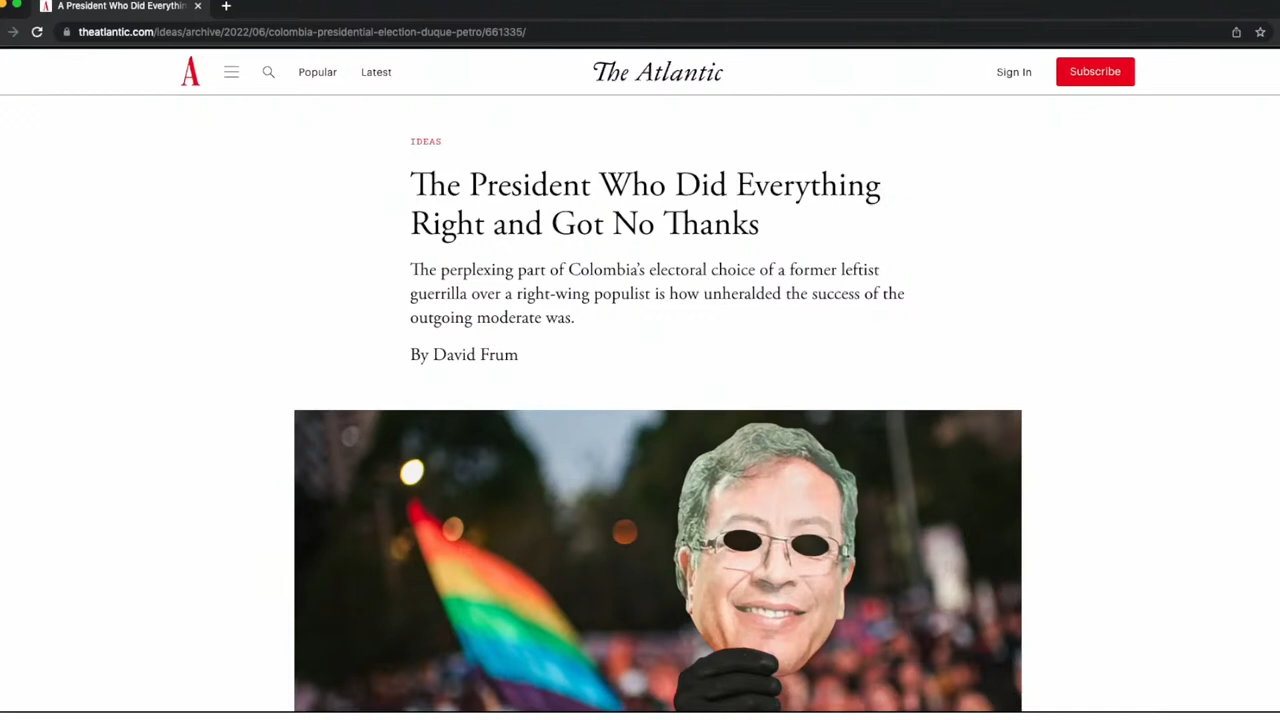 A President Who Did Everythin
theatlantic.com/ideas/archive/2022/06/colombia-presidential-election-duque-petro/661335/
A Popular Latest The Atlantic Sign In Subscribe
IDEAS
The President Who Did Everything
Right and Got No Thanks
The perplexing part of Colombia's electoral choice of a former leftist
guerrilla over a right-wing populist is how unheralded the success of the
outgoing moderate was.
By David Frum